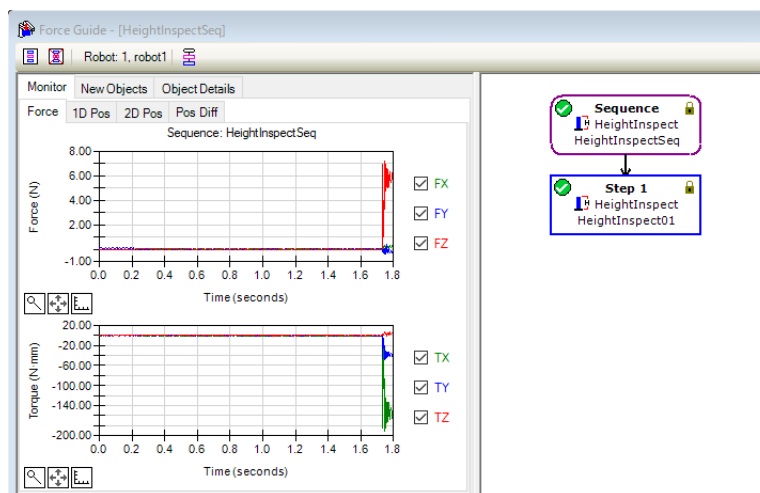 Force Guide - [HeightInspectSeq]
Robot: 1, robot1
Monitor New Objects Object Details
Force 1D Pos 2D Pos Pos Diff
Sequence: HeightInspectSeq
8.00
6.00
4.00
2.00
-1.00
Force (N)
0.0 0.2 0.4 0.6 0.8 1.0 1.2 1.4 1.6 1.8
Time (seconds)
FX
FY
FZ
20.00
-20.00
-60.00
-100.00
-140.00
-200.00
Torque (N·mm)
0.0 0.2 0.4 0.6 0.8 1.0 1.2 1.4 1.6 1.8
Time (seconds)
TX
TY
TZ
Sequence
HeightInspect
HeightInspectSeq
Step 1
HeightInspect
HeightInspect01